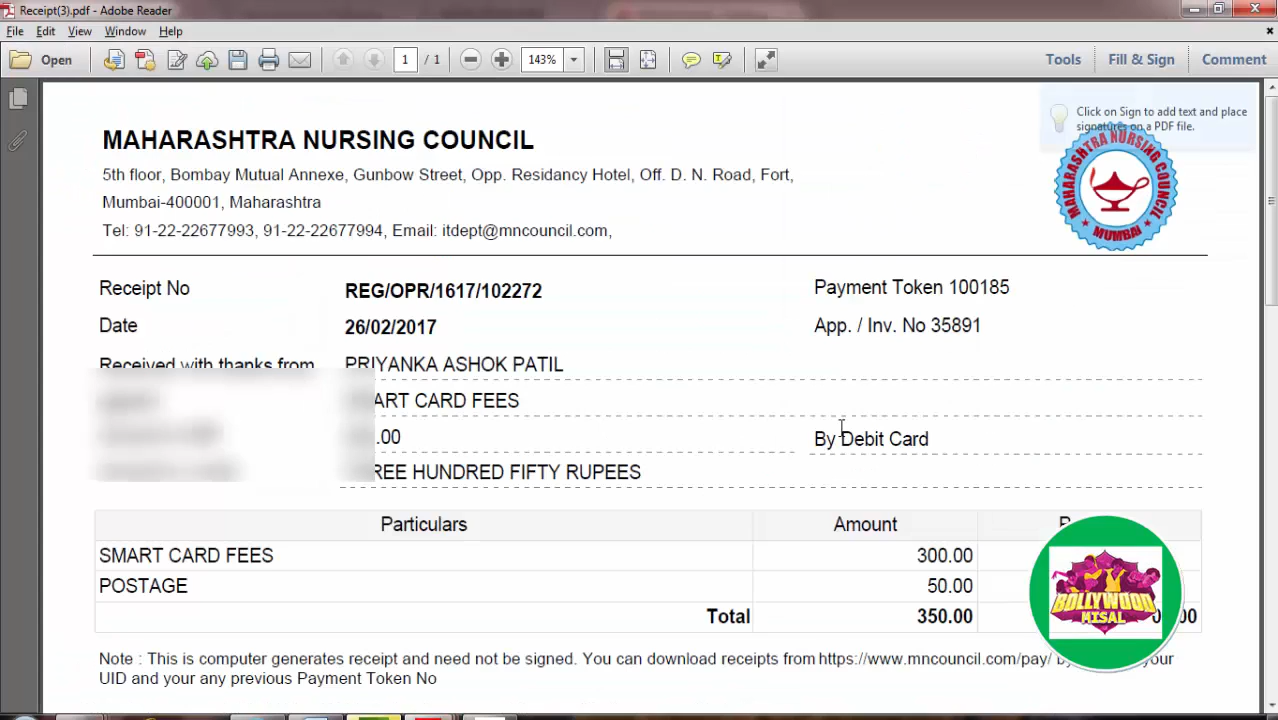 Receipt(3).pdf - Adobe Reader
File Edit View Window Help
Open 1 / 1 143% Tools Fill & Sign Comment
Click on Sign to add text and place
signatures on a PDF file.
MAHARASHTRA NURSING COUNCIL
5th floor, Bombay Mutual Annexe, Gunbow Street, Opp. Residancy Hotel, Off. D. N. Road, Fort,
Mumbai-400001, Maharashtra
Tel: 91-22-22677993, 91-22-22677994, Email: itdept@mncouncil.com,
MAHARASHTRA NURSING COUNCIL
MUMBAI
Receipt No REG/OPR/1617/102272 Payment Token 100185
Date 26/02/2017 App. / Inv. No 35891
Received with thanks from PRIYANKA ASHOK PATIL
ART CARD FEES
.00 By Debit Card
REE HUNDRED FIFTY RUPEES
Particulars Amount
SMART CARD FEES 300.00
POSTAGE 50.00
Total 350.00
BOLLYWOOD
MISAL
Note : This is computer generates receipt and need not be signed. You can download receipts from https://www.mncouncil.com/pay/ your
UID and your any previous Payment Token No